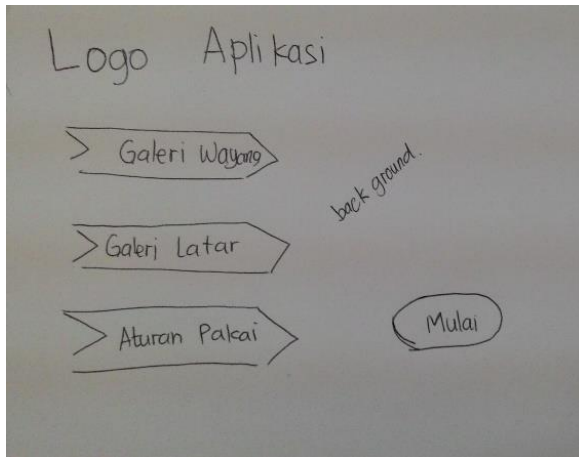 Logo Aplikasi
Galeri Wayang
back ground.
Galeri Latar
Aturan Pakai
Mulai